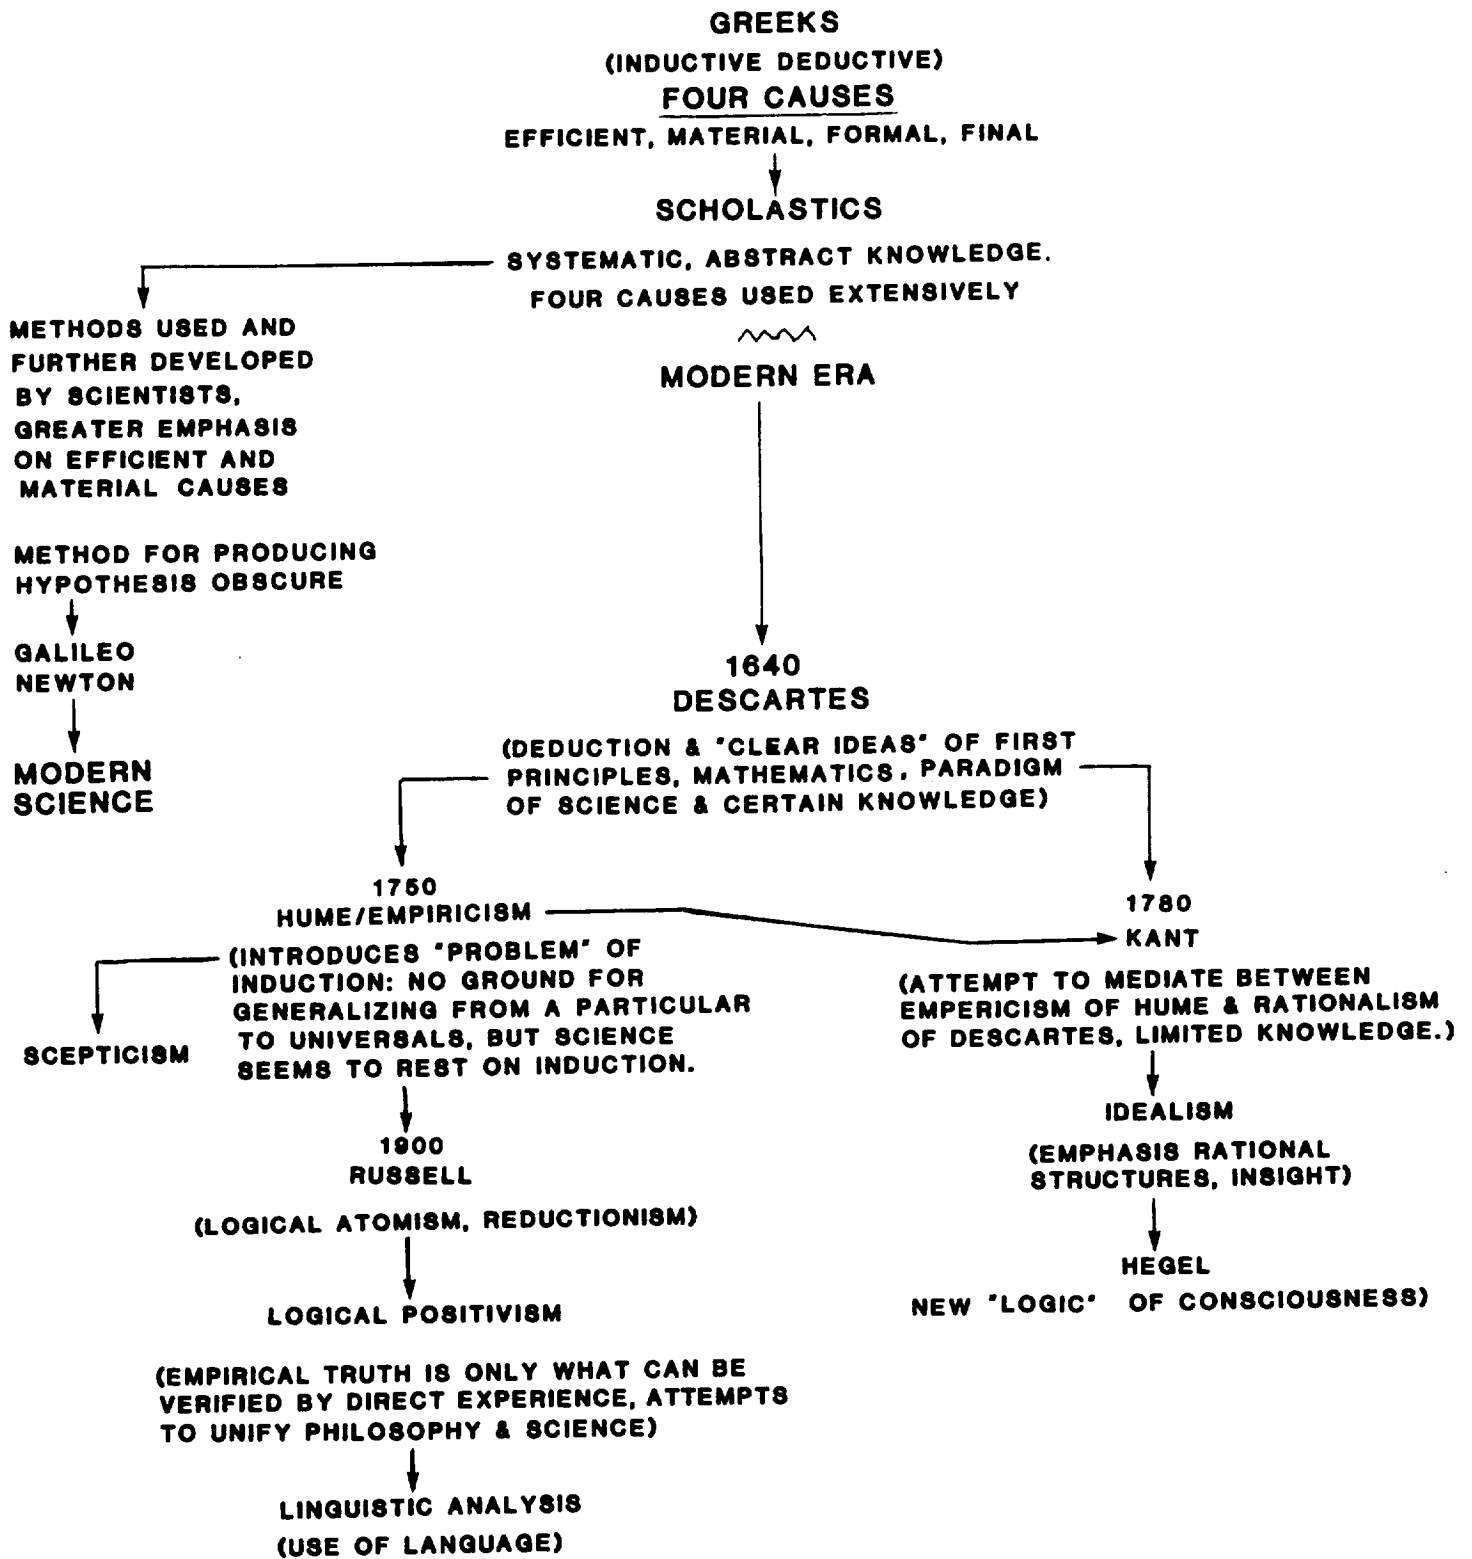 GREEKS
(INDUCTIVE DEDUCTIVE)
FOUR CAUSES
EFFICIENT, MATERIAL, FORMAL, FINAL
SCHOLASTICS
SYSTEMATIC, ABSTRACT KNOWLEDGE.
FOUR CAUSES USED EXTENSIVELY
METHODS USED AND
FURTHER DEVELOPED
BY SCIENTISTS,
GREATER EMPHASIS
ON EFFICIENT AND
MATERIAL CAUSES
METHOD FOR PRODUCING
HYPOTHESIS OBSCURE
GALILEO
NEWTON
MODERN
SCIENCE
MODERN ERA
1640
DESCARTES
(DEDUCTION & "CLEAR IDEAS" OF FIRST
PRINCIPLES, MATHEMATICS, PARADIGM
OF SCIENCE & CERTAIN KNOWLEDGE)
1750
HUME/EMPIRICISM
(INTRODUCES "PROBLEM" OF
INDUCTION: NO GROUND FOR
GENERALIZING FROM A PARTICULAR
TO UNIVERSALS, BUT SCIENCE
SEEMS TO REST ON INDUCTION.
SCEPTICISM
1900
RUSSELL
(LOGICAL ATOMISM, REDUCTIONISM)
LOGICAL POSITIVISM
(EMPIRICAL TRUTH IS ONLY WHAT CAN BE
VERIFIED BY DIRECT EXPERIENCE, ATTEMPTS
TO UNIFY PHILOSOPHY & SCIENCE)
LINGUISTIC ANALYSIS
(USE OF LANGUAGE)
1780
KANT
(ATTEMPT TO MEDIATE BETWEEN
EMPERICISM OF HUME & RATIONALISM
OF DESCARTES, LIMITED KNOWLEDGE.)
IDEALISM
(EMPHASIS RATIONAL
STRUCTURES, INSIGHT)
HEGEL
NEW "LOGIC" OF CONSCIOUSNESS)